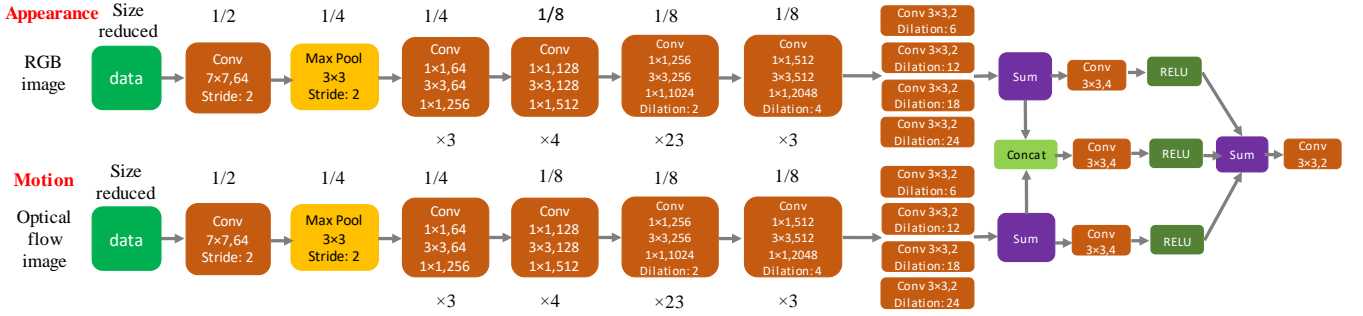 Appearance
Size
reduced
1/2
1/4
1/4
1/8
1/8
1/8
RGB
image
data
Conv
7×7,64
Stride: 2
Max Pool
3×3
Stride: 2
Conv
1×1,64
3×3,64
1×1,256
Conv
1×1,128
3×3,128
1×1,512
Conv
1×1,256
3×3,256
1×1,1024
Dilation: 2
Conv
1×1,512
3×3,512
1×1,2048
Dilation: 4
×3
×4
×23
×3
Conv 3×3,2
Dilation: 6
Conv 3×3,2
Dilation: 12
Conv 3×3,2
Dilation: 18
Conv 3×3,2
Dilation: 24
Sum
Conv
3×3,4
RELU
Concat
Conv
3×3,4
RELU
Sum
Conv
3×3,2
Motion
Size
reduced
1/2
1/4
1/4
1/8
1/8
1/8
Optical
flow
image
data
Conv
7×7,64
Stride: 2
Max Pool
3×3
Stride: 2
Conv
1×1,64
3×3,64
1×1,256
Conv
1×1,128
3×3,128
1×1,512
Conv
1×1,256
3×3,256
1×1,1024
Dilation: 2
Conv
1×1,512
3×3,512
1×1,2048
Dilation: 4
×3
×4
×23
×3
Conv 3×3,2
Dilation: 6
Conv 3×3,2
Dilation: 12
Conv 3×3,2
Dilation: 18
Conv 3×3,2
Dilation: 24
Sum
Conv
3×3,4
RELU